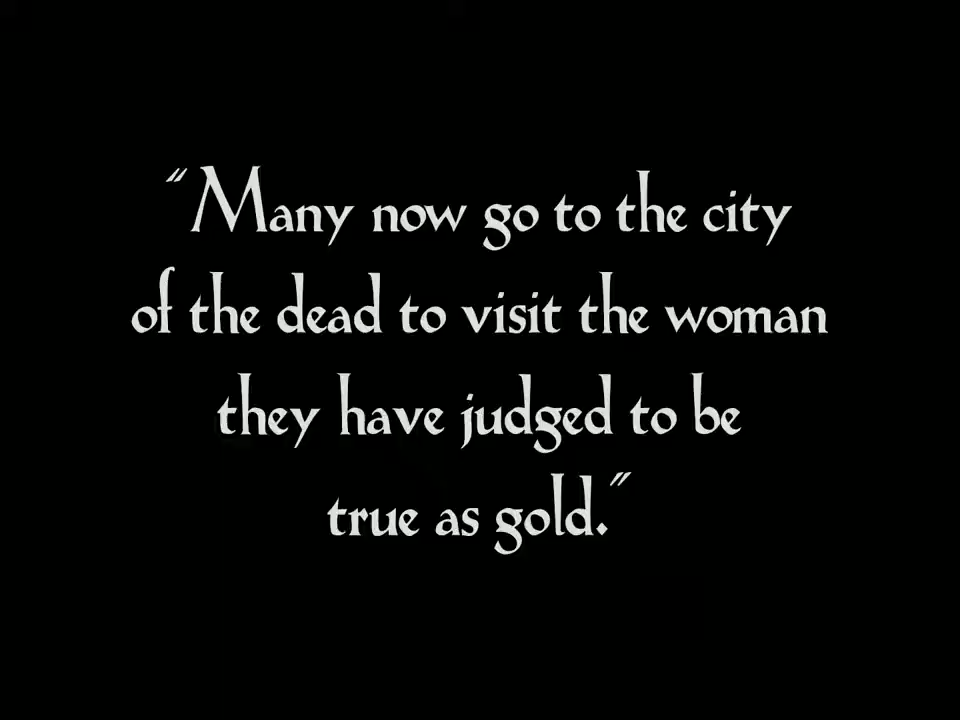 “Many now go to the city
of the dead to visit the woman
they have judged to be
true as gold.”